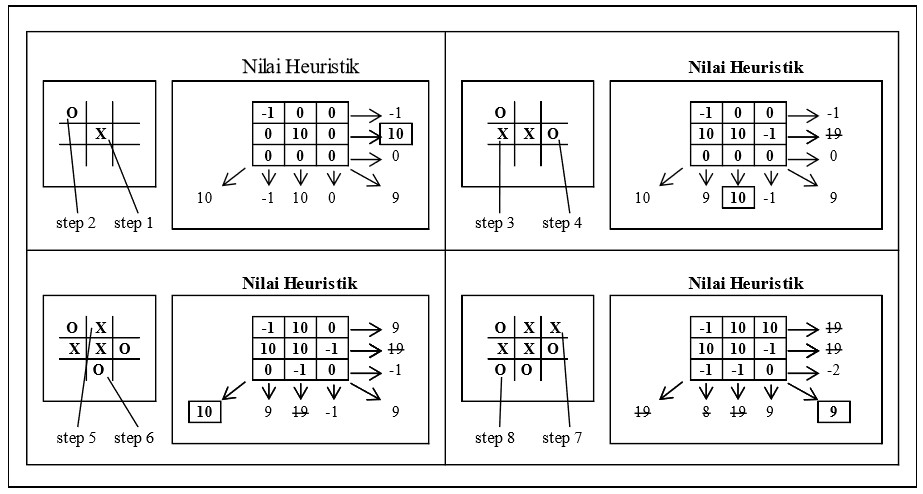 Nilai Heuristik
O
X
step 2 step 1
-1 0 0 -1
0 10 0 10
0 0 0 0
10 -1 10 0 9
Nilai Heuristik
O
X X O
step 3 step 4
-1 0 0 -1
10 10 -1 19
0 0 0 0
10 9 10 -1 9
Nilai Heuristik
O X
X X O
O
step 5 step 6
-1 10 0 9
10 10 -1 19
0 -1 0 -1
10 9 19 -1 9
Nilai Heuristik
O X X
X X O
O O
step 8 step 7
-1 10 10 19
10 10 -1 19
-1 -1 0 -2
19 8 19 9 9